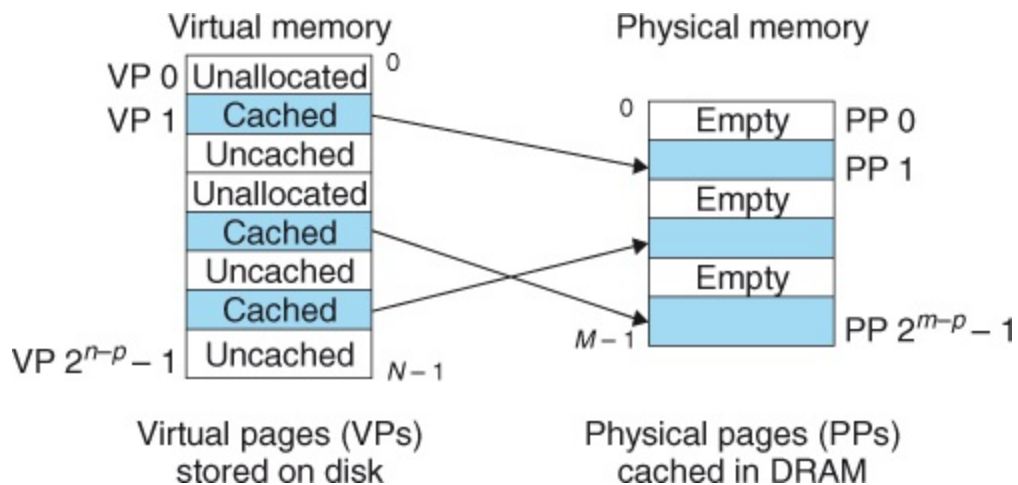 Virtual memory
Physical memory
VP 0 Unallocated 0
VP 1 Cached
Uncached
Unallocated
Cached
Uncached
Cached
VP 2^{n–p} – 1 Uncached
N – 1
0 Empty PP 0
PP 1
Empty
Empty
M – 1 PP 2^{m–p} – 1
Virtual pages (VPs)
stored on disk
Physical pages (PPs)
cached in DRAM